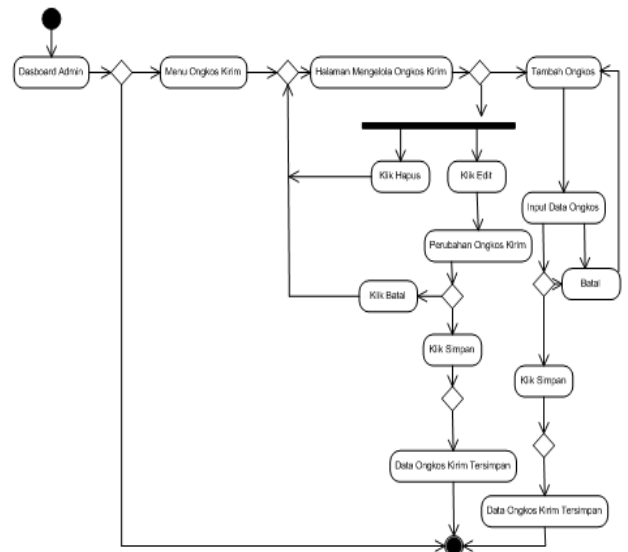 Dasboard Admin
Menu Ongkos Kirim
Halaman Mengelola Ongkos Kirim
Tambah Ongkos
Klik Hapus
Klik Edit
Input Data Ongkos
Perubahan Ongkos Kirim
Batal
Klik Batal
Klik Simpan
Klik Simpan
Data Ongkos Kirim Tersimpan
Data Ongkos Kirim Tersimpan